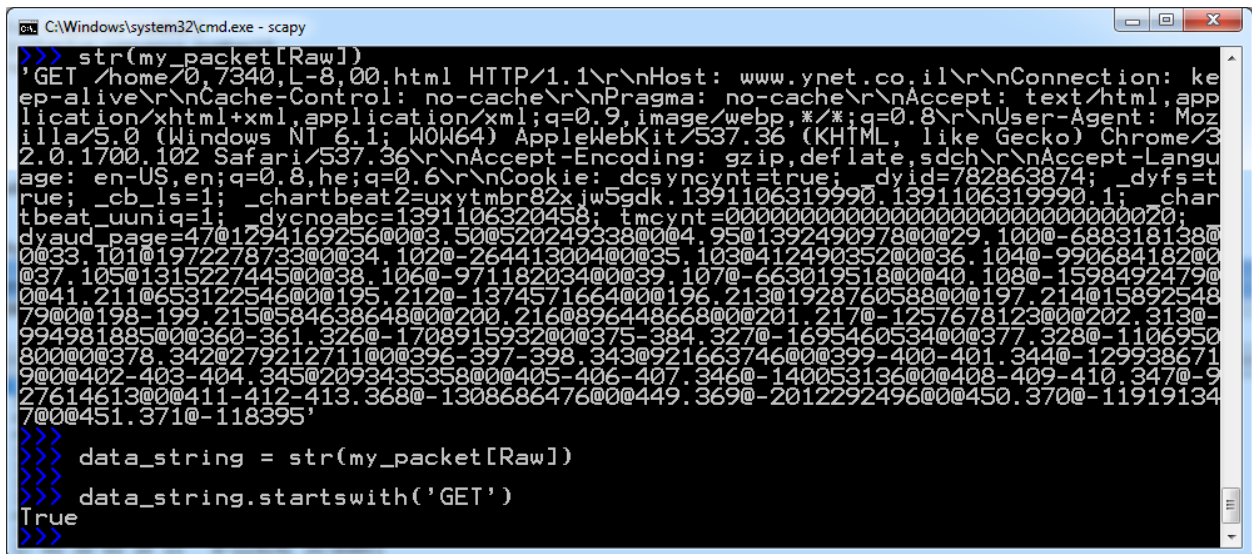 C:\Windows\system32\cmd.exe - scapy
>>> str(my_packet[Raw])
'GET /home/0,7340,L-8,00.html HTTP/1.1\r\nHost: www.ynet.co.il\r\nConnection: ke
ep-alive\r\nCache-Control: no-cache\r\nPragma: no-cache\r\nAccept: text/html,app
lication/xhtml+xml,application/xml;q=0.9,image/webp,*/*;q=0.8\r\nUser-Agent: Moz
illa/5.0 (Windows NT 6.1; WOW64) AppleWebKit/537.36 (KHTML, like Gecko) Chrome/3
2.0.1700.102 Safari/537.36\r\nAccept-Encoding: gzip,deflate,sdch\r\nAccept-Langu
age: en-US,en;q=0.8,he;q=0.6\r\nCookie: dcsyncynt=true; _dyid=782863874; _dyfs=t
rue; _cb_ls=1; _chartbeat2=uxytmbr82xjw5gdk.1391106319990.1391106319990.1; _char
tbeat_uuniq=1; _dycnoabc=1391106320458; tmcynt=00000000000000000000000000020; _
dyaud_page=47@1294169256@0@3.50@520249338@0@4.95@1392490978@0@29.100@-688318138@
0@33.101@1972278733@0@34.102@-264413004@0@35.103@412490352@0@36.104@-990684182@0
@37.105@1315227445@0@38.106@-971182034@0@39.107@-663019518@0@40.108@-1598492479@
0@41.211@653122546@0@195.212@-1374571664@0@196.213@1928760588@0@197.214@15892548
79@0@198-199.215@584638648@0@200.216@896448668@0@201.217@-1257678123@0@202.313@-
994981885@0@360-361.326@-1708915932@0@375-384.327@-1695460534@0@377.328@-1106950
800@0@378.342@279212711@0@396-397-398.343@921663746@0@399-400-401.344@-129938671
9@0@402-403-404.345@2093435358@0@405-406-407.346@-140053136@0@408-409-410.347@-9
27614613@0@411-412-413.368@-1308686476@0@449.369@-2012292496@0@450.370@-11919134
7@0@451.371@-118395'
>>>
>>> data_string = str(my_packet[Raw])
>>>
>>> data_string.startswith('GET')
True
>>>